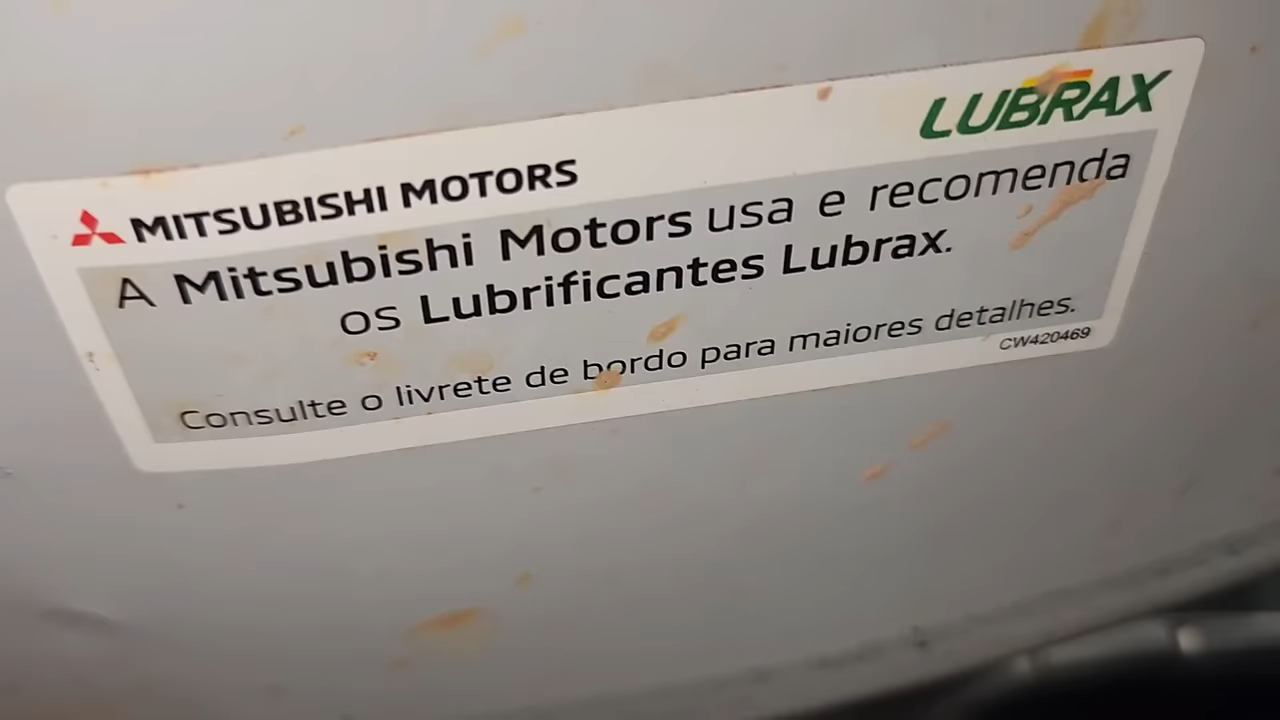 MITSUBISHI MOTORS
LUBRAX
A Mitsubishi Motors usa e recomenda
os Lubrificantes Lubrax.
Consulte o livrete de bordo para maiores detalhes.
CW420469